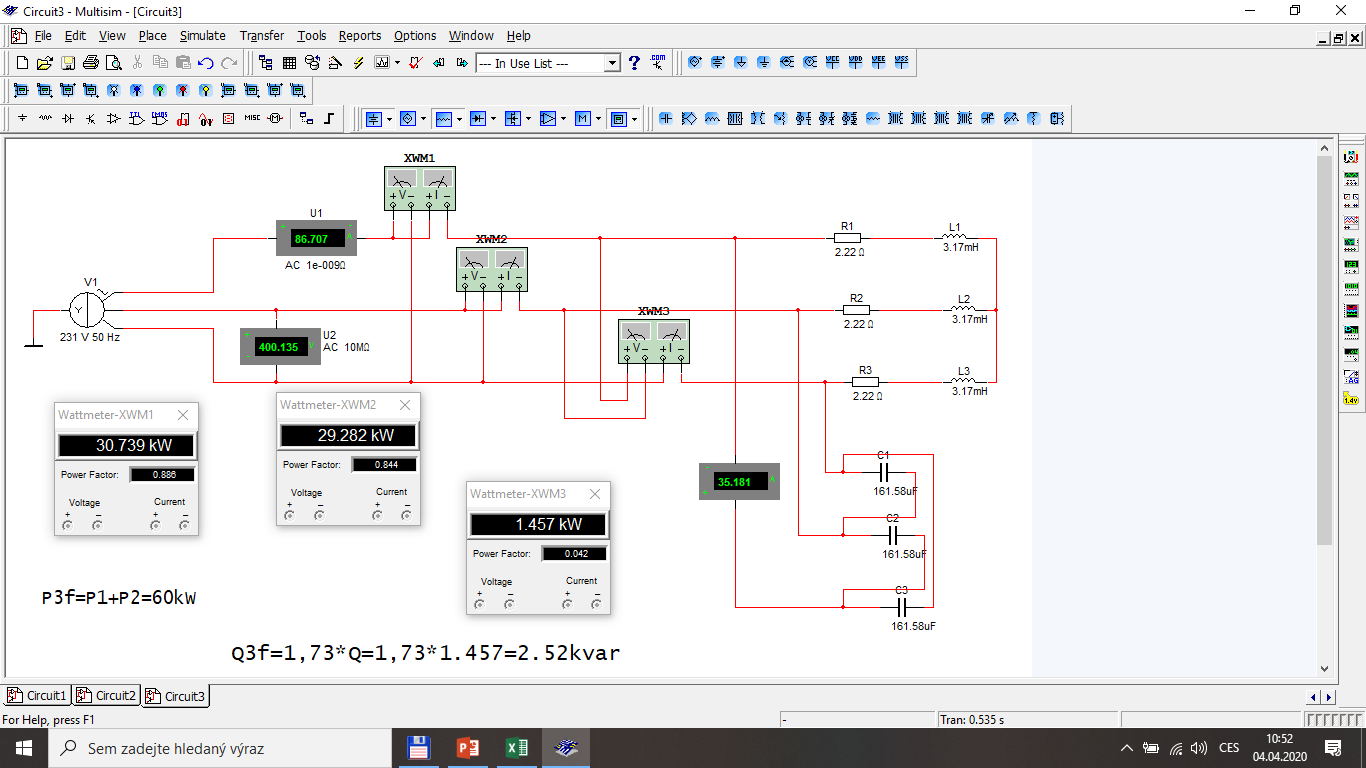 Circuit3 - Multisim - [Circuit3]
File Edit View Place Simulate Transfer Tools Reports Options Window Help
--- In Use List --- ? .com
MISC
XWM1
V I
U1
86.707 A
AC 1e-009Ω
XWM2
V I
R1
2.22 Ω
L1
3.17mH
V1
Y
231 V 50 Hz
R2
2.22 Ω
L2
3.17mH
XWM3
V I
U2
400.135 V
AC 10MΩ
R3
2.22 Ω
L3
3.17mH
Wattmeter-XWM1
30.739 kW
Power Factor: 0.886
Voltage Current
+ − + −
Wattmeter-XWM2
29.282 kW
Power Factor: 0.844
Voltage Current
+ − + −
Wattmeter-XWM3
1.457 kW
Power Factor: 0.042
Voltage Current
+ − + −
35.181 A
C1
161.58uF
C2
161.58uF
C3
161.58uF
P3f=P1+P2=60kW
Q3f=1,73*Q=1,73*1.457=2.52kvar
Circuit1 Circuit2 Circuit3
For Help, press F1 - Tran: 0.535 s
Sem zadejte hledaný výraz CES 10:52
04.04.2020